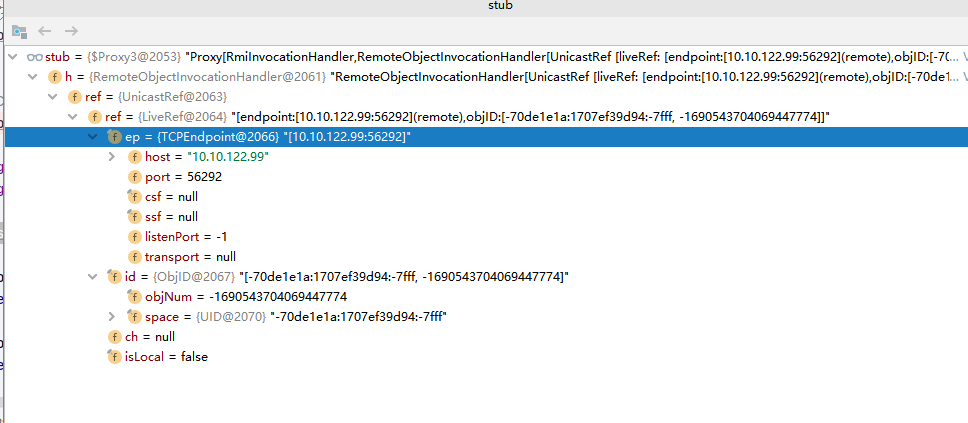 stub
stub = {$Proxy3@2053} "Proxy[RmiInvocationHandler,RemoteObjectInvocationHandler[UnicastRef [liveRef: [endpoint:[10.10.122.99:56292](remote),objID:[-70... V
h = {RemoteObjectInvocationHandler@2061} "RemoteObjectInvocationHandler[UnicastRef [liveRef: [endpoint:[10.10.122.99:56292](remote),objID:[-70de1... V
ref = {UnicastRef@2063}
ref = {LiveRef@2064} "[endpoint:[10.10.122.99:56292](remote),objID:[-70de1e1a:1707ef39d94:-7fff, -1690543704069447774]]"
ep = {TCPEndpoint@2066} "[10.10.122.99:56292]"
host = "10.10.122.99"
port = 56292
csf = null
ssf = null
listenPort = -1
transport = null
id = {ObjID@2067} "[-70de1e1a:1707ef39d94:-7fff, -1690543704069447774]"
objNum = -1690543704069447774
space = {UID@2070} "-70de1e1a:1707ef39d94:-7fff"
ch = null
isLocal = false